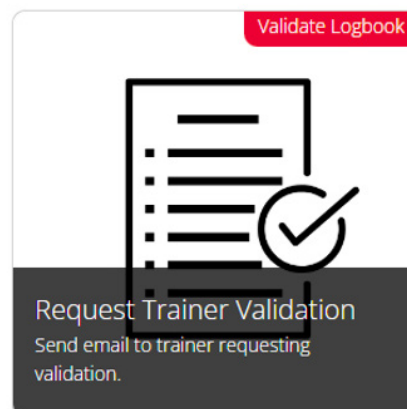 Validate Logbook
Request Trainer Validation
Send email to trainer requesting
validation.